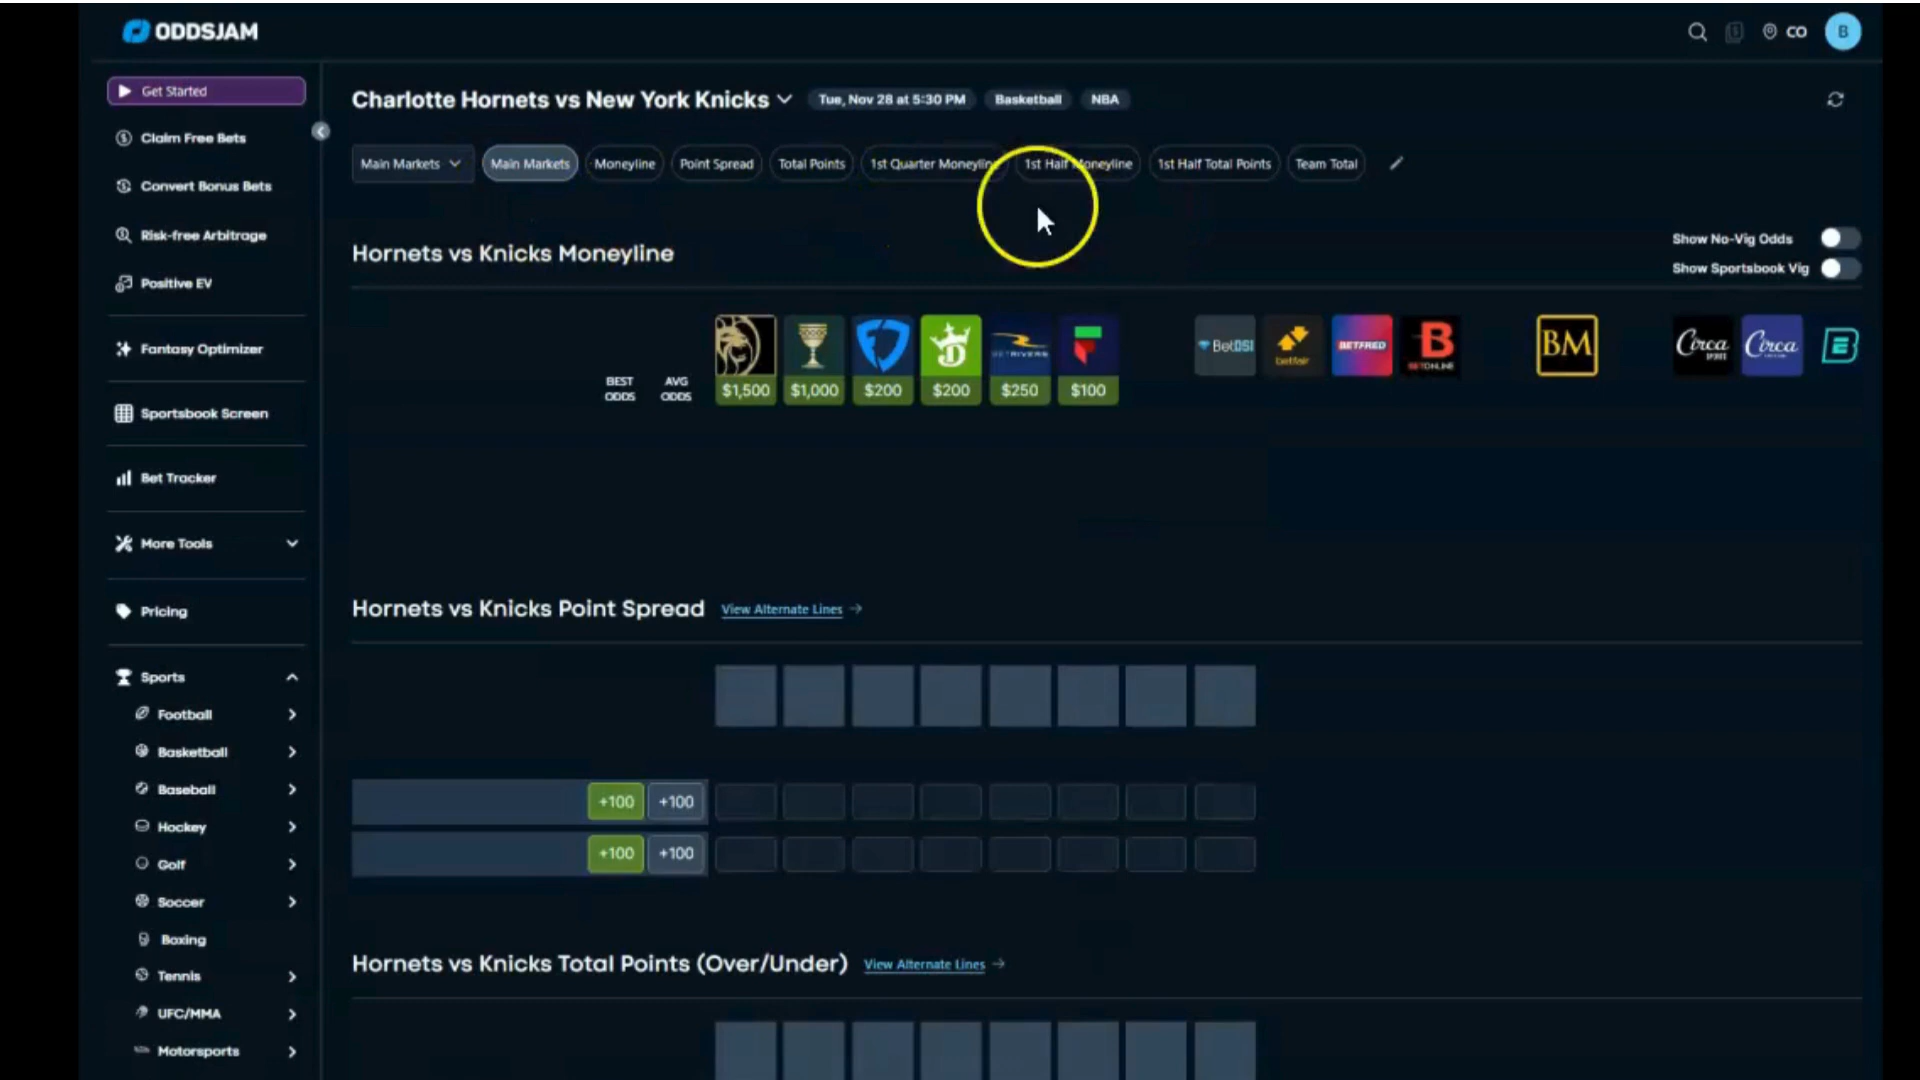 ODDSJAM
CO
B
Get Started
Claim Free Bets
Convert Bonus Bets
Risk-free Arbitrage
Positive EV
Fantasy Optimizer
Sportsbook Screen
Bet Tracker
More Tools
Pricing
Sports
Football
Basketball
Baseball
Hockey
Golf
Soccer
Boxing
Tennis
UFC/MMA
Motorsports
Charlotte Hornets vs New York Knicks
Tue, Nov 28 at 5:30 PM
Basketball
NBA
Main Markets
Main Markets
Moneyline
Point Spread
Total Points
1st Quarter Moneyline
1st Half Moneyline
1st Half Total Points
Team Total
Hornets vs Knicks Moneyline
Show No-Vig Odds
Show Sportsbook Vig
BEST ODDS
AVG ODDS
BETRIVERS
BetDSI
betfair
BETFRED
B
BETONLINE
BM
Circa
SPORTS
Circa
B
$1,500
$1,000
$200
$200
$250
$100
Hornets vs Knicks Point Spread
View Alternate Lines
+100
+100
+100
+100
Hornets vs Knicks Total Points (Over/Under)
View Alternate Lines